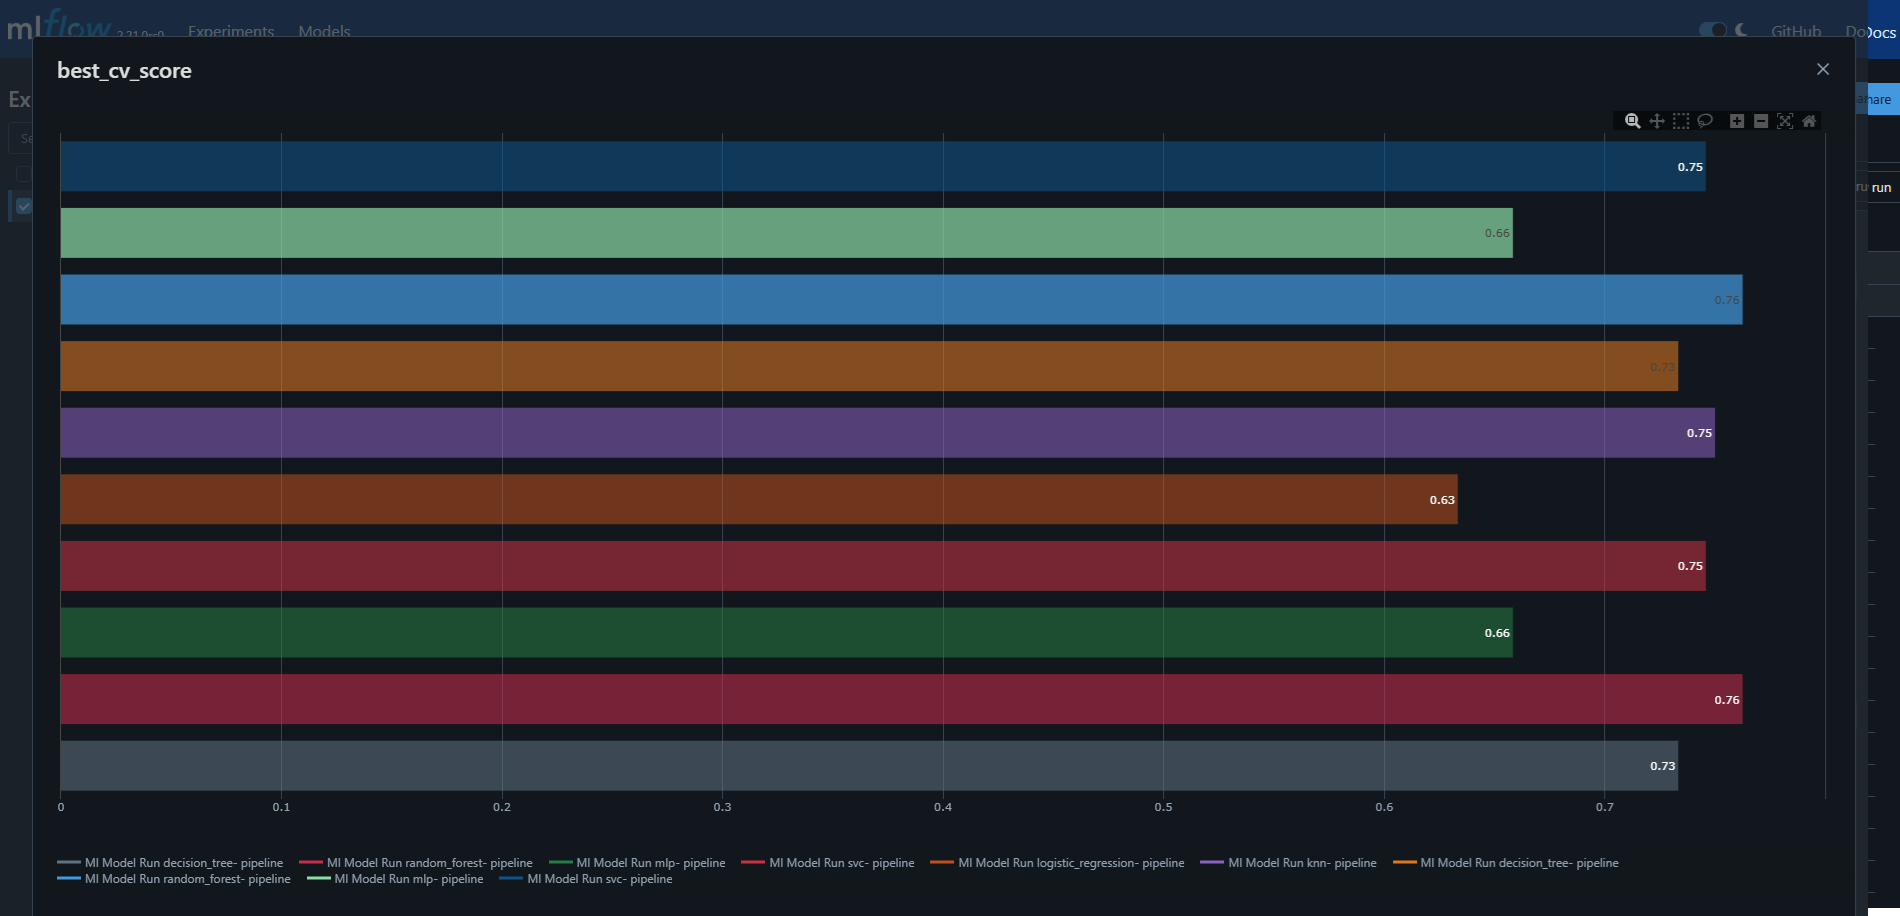 mlflow 2.21.0rc0 Experiments Models GitHub Docs
best_cv_score
Ex
Se
run
0.75
0.66
0.76
0.73
0.75
0.63
0.75
0.66
0.76
0.73
0 0.1 0.2 0.3 0.4 0.5 0.6 0.7
Ml Model Run decision_tree- pipeline Ml Model Run random_forest- pipeline Ml Model Run mlp- pipeline Ml Model Run svc- pipeline Ml Model Run logistic_regression- pipeline Ml Model Run knn- pipeline Ml Model Run decision_tree- pipeline
Ml Model Run random_forest- pipeline Ml Model Run mlp- pipeline Ml Model Run svc- pipeline